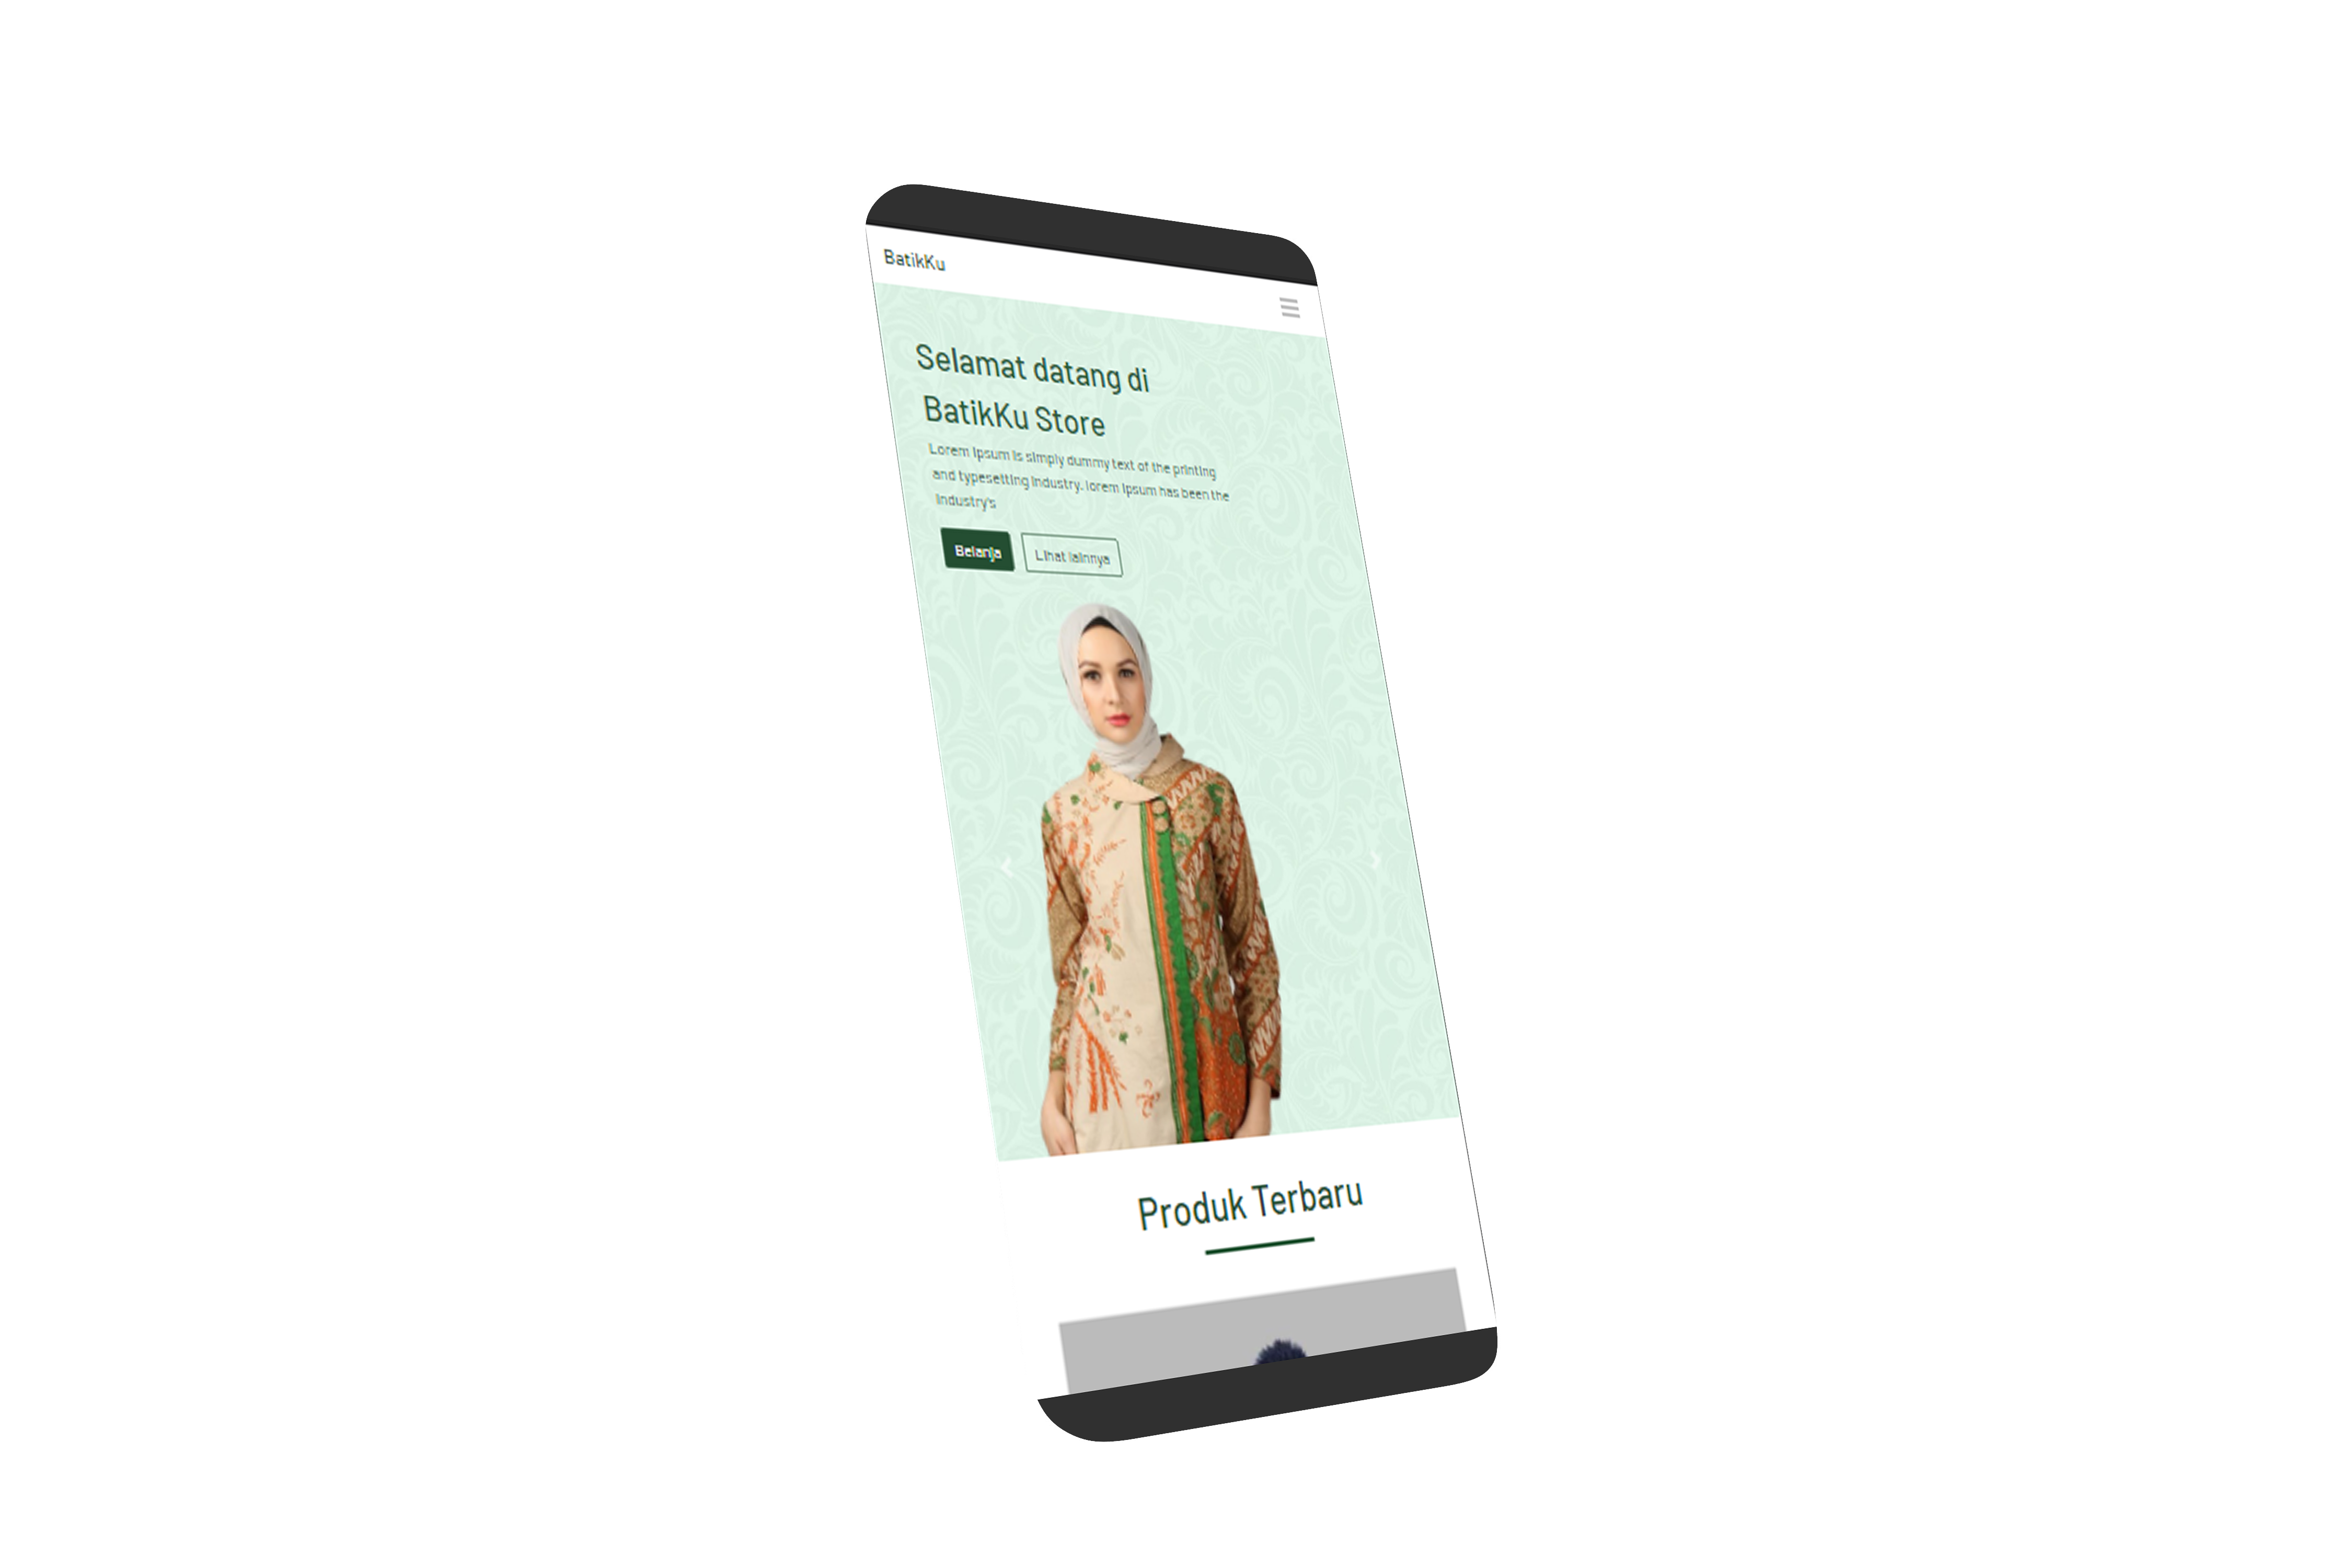 BatikKu
Selamat datang di
BatikKu Store
Lorem Ipsum is simply dummy text of the printing
and typesetting industry. lorem Ipsum has been the
industry's
Belanja
Lihat lainnya
Produk Terbaru